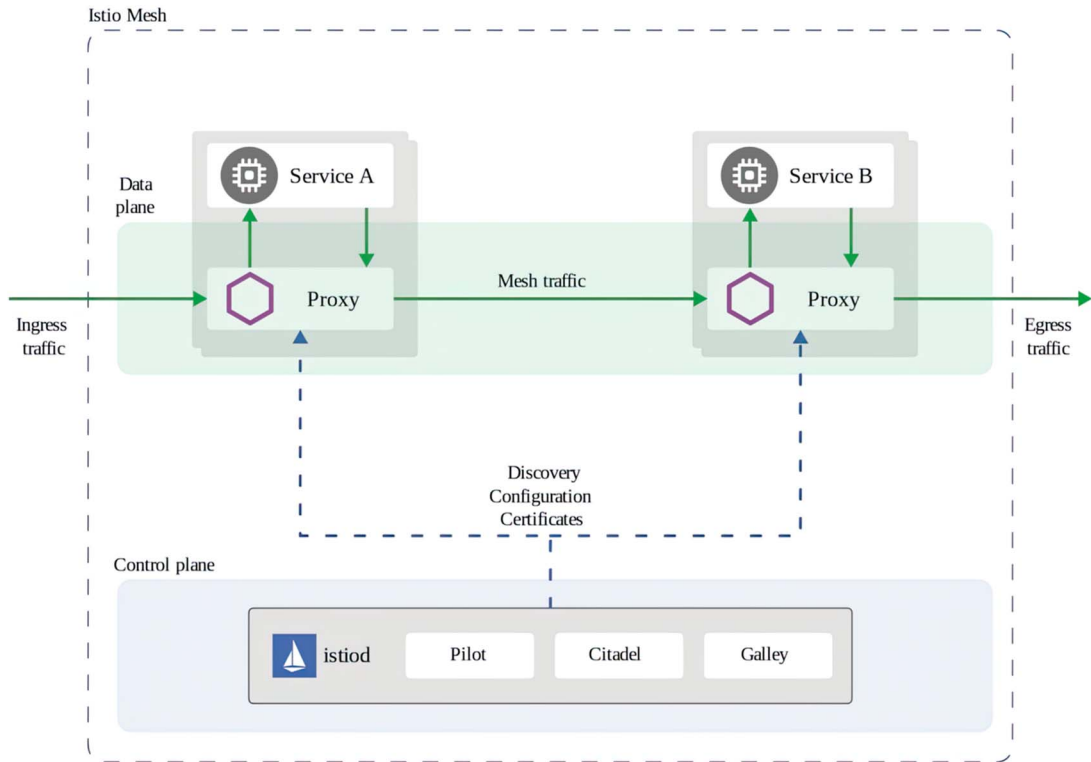 Istio Mesh
Data
plane
Service A
Service B
Proxy
Mesh traffic
Proxy
Ingress
traffic
Egress
traffic
Discovery
Configuration
Certificates
Control plane
istiod
Pilot
Citadel
Galley